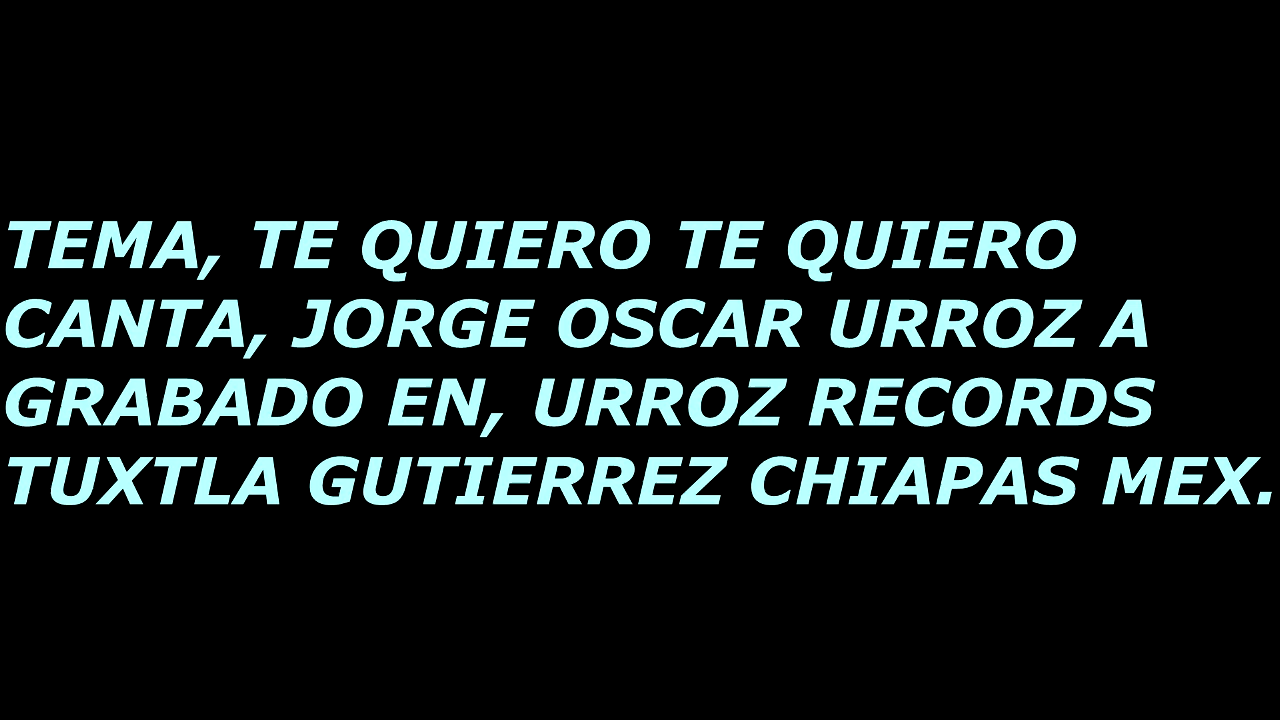 TEMA, TE QUIERO TE QUIERO
CANTA, JORGE OSCAR URROZ A
GRABADO EN, URROZ RECORDS
TUXTLA GUTIERREZ CHIAPAS MEX.